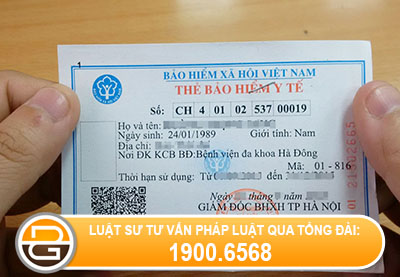 1
BẢO HIỂM XÃ HỘI VIỆT NAM
THẺ BẢO HIỂM Y TẾ
Số: CH 4 01 02 537 00019
Họ và tên:
Ngày sinh: 24/01/1989 Giới tính: Nam
Địa chỉ:
Nơi ĐK KCB BĐ:Bệnh viện đa khoa Hà Đông
Mã: 01 - 816
Thời hạn sử dụng: Từ
Ngày tháng năm
GIÁM ĐỐC BHXH TP HÀ NỘI
LUẬT SƯ TƯ VẤN PHÁP LUẬT QUA TỔNG ĐÀI:
1900.6568